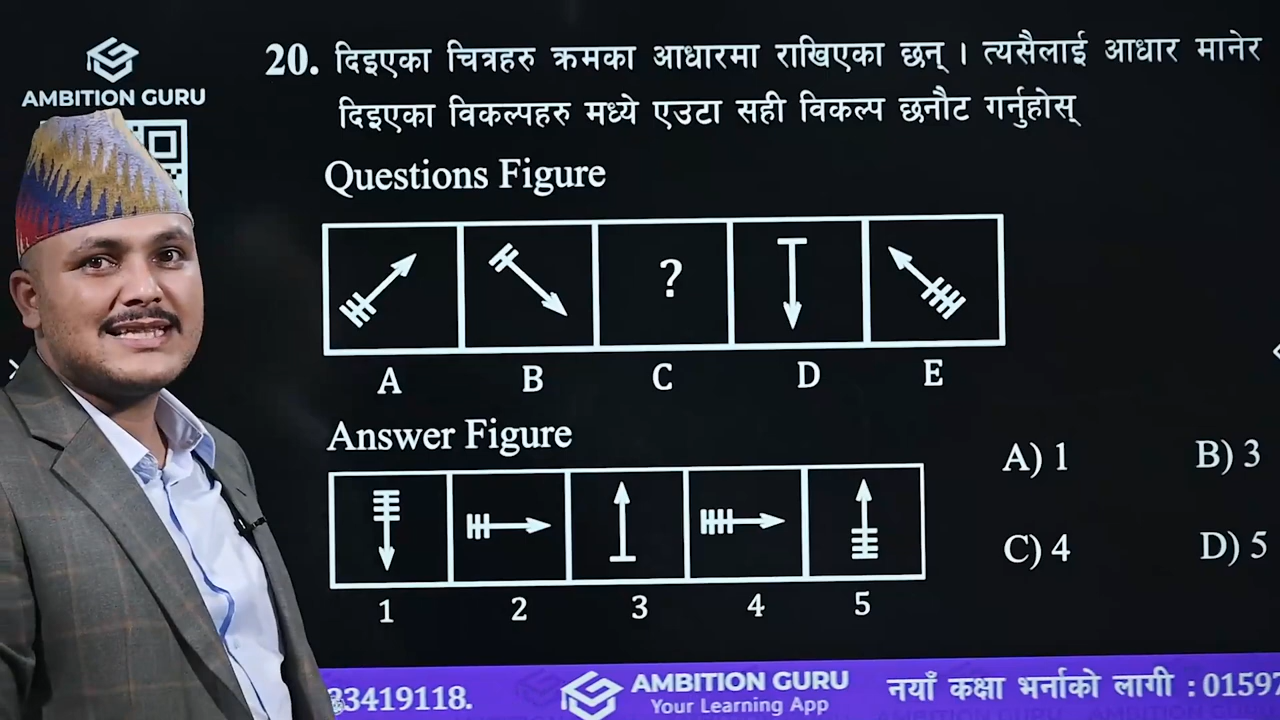 AMBITION GURU
20. दिइएका चित्रहरु क्रमका आधारमा राखिएका छन् । त्यसैलाई आधार मानेर
दिइएका विकल्पहरु मध्ये एउटा सही विकल्प छनौट गर्नुहोस्
Questions Figure
?
A B C D E
Answer Figure
1 2 3 4 5
A) 1 B) 3
C) 4 D) 5
33419118. AMBITION GURU नयाँ कक्षा भर्नाको लागी : 01597
Your Learning App